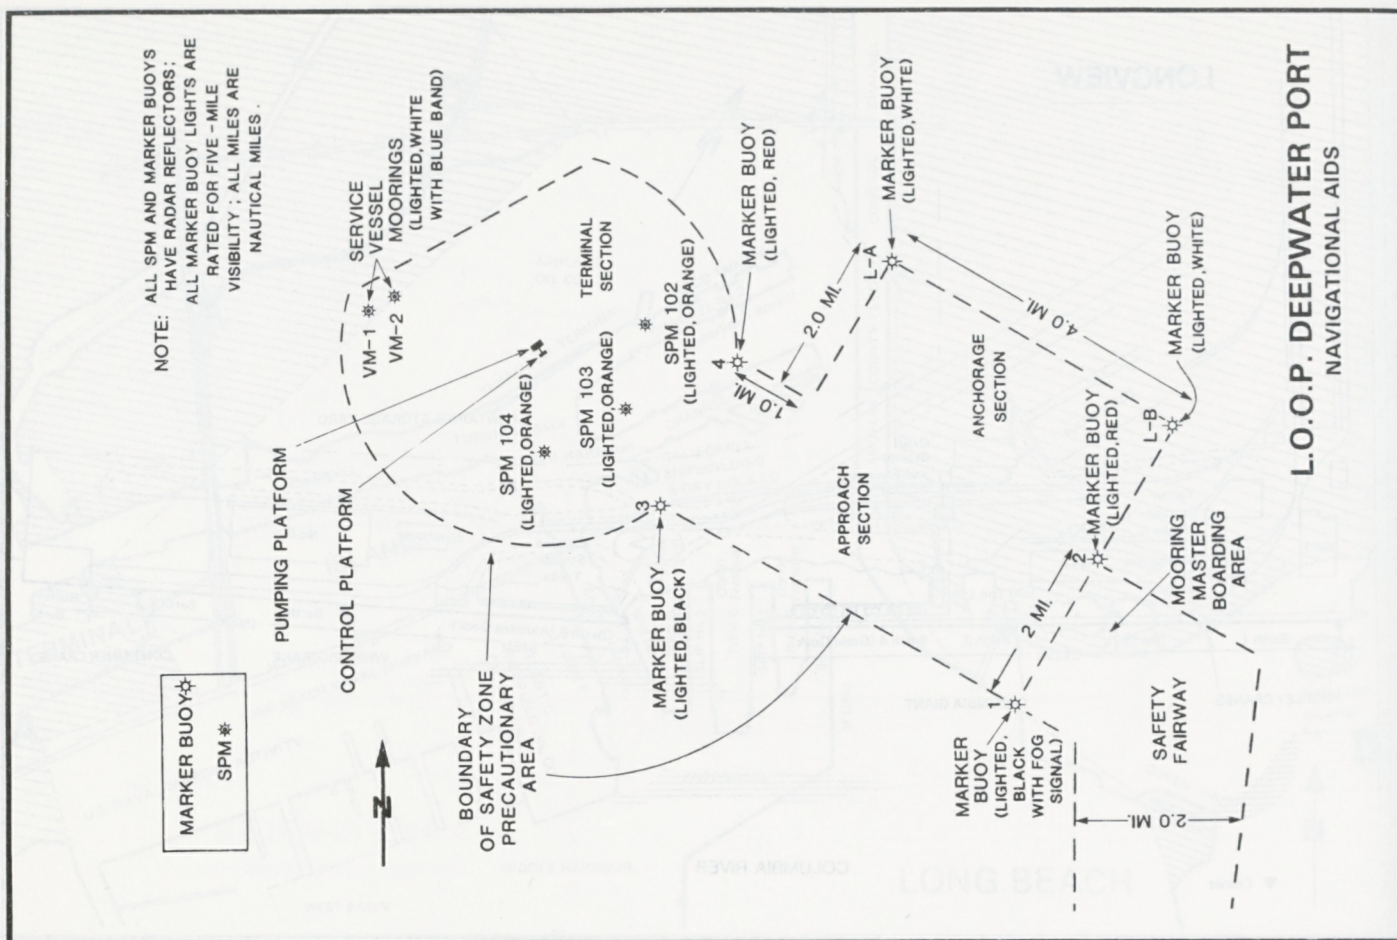 NOTE: ALL SPM AND MARKER BUOYS
HAVE RADAR REFLECTORS;
ALL MARKER BUOY LIGHTS ARE
RATED FOR FIVE-MILE
VISIBILITY; ALL MILES ARE
NAUTICAL MILES.
MARKER BUOY
SPM
PUMPING PLATFORM
CONTROL PLATFORM
N
SERVICE
VESSEL
MOORINGS
(LIGHTED, WHITE
WITH BLUE BAND)
VM-1
VM-2
BOUNDARY
OF SAFETY ZONE
PRECAUTIONARY
AREA
SPM 104
(LIGHTED, ORANGE)
SPM 103
(LIGHTED, ORANGE)
TERMINAL
SECTION
SPM 102
(LIGHTED, ORANGE)
3
MARKER BUOY
(LIGHTED, BLACK)
4
MARKER BUOY
(LIGHTED, RED)
1.0 MI.
2.0 MI.
L-A
MARKER BUOY
(LIGHTED, WHITE)
APPROACH
SECTION
ANCHORAGE
SECTION
4.0 MI.
1
MARKER
BUOY
(LIGHTED,
BLACK
WITH FOG
SIGNAL)
2 MI.
2
MARKER BUOY
(LIGHTED, RED)
L-B
MARKER BUOY
(LIGHTED, WHITE)
MOORING
MASTER
BOARDING
AREA
SAFETY
FAIRWAY
2.0 MI.
L.O.O.P. DEEPWATER PORT
NAVIGATIONAL AIDS